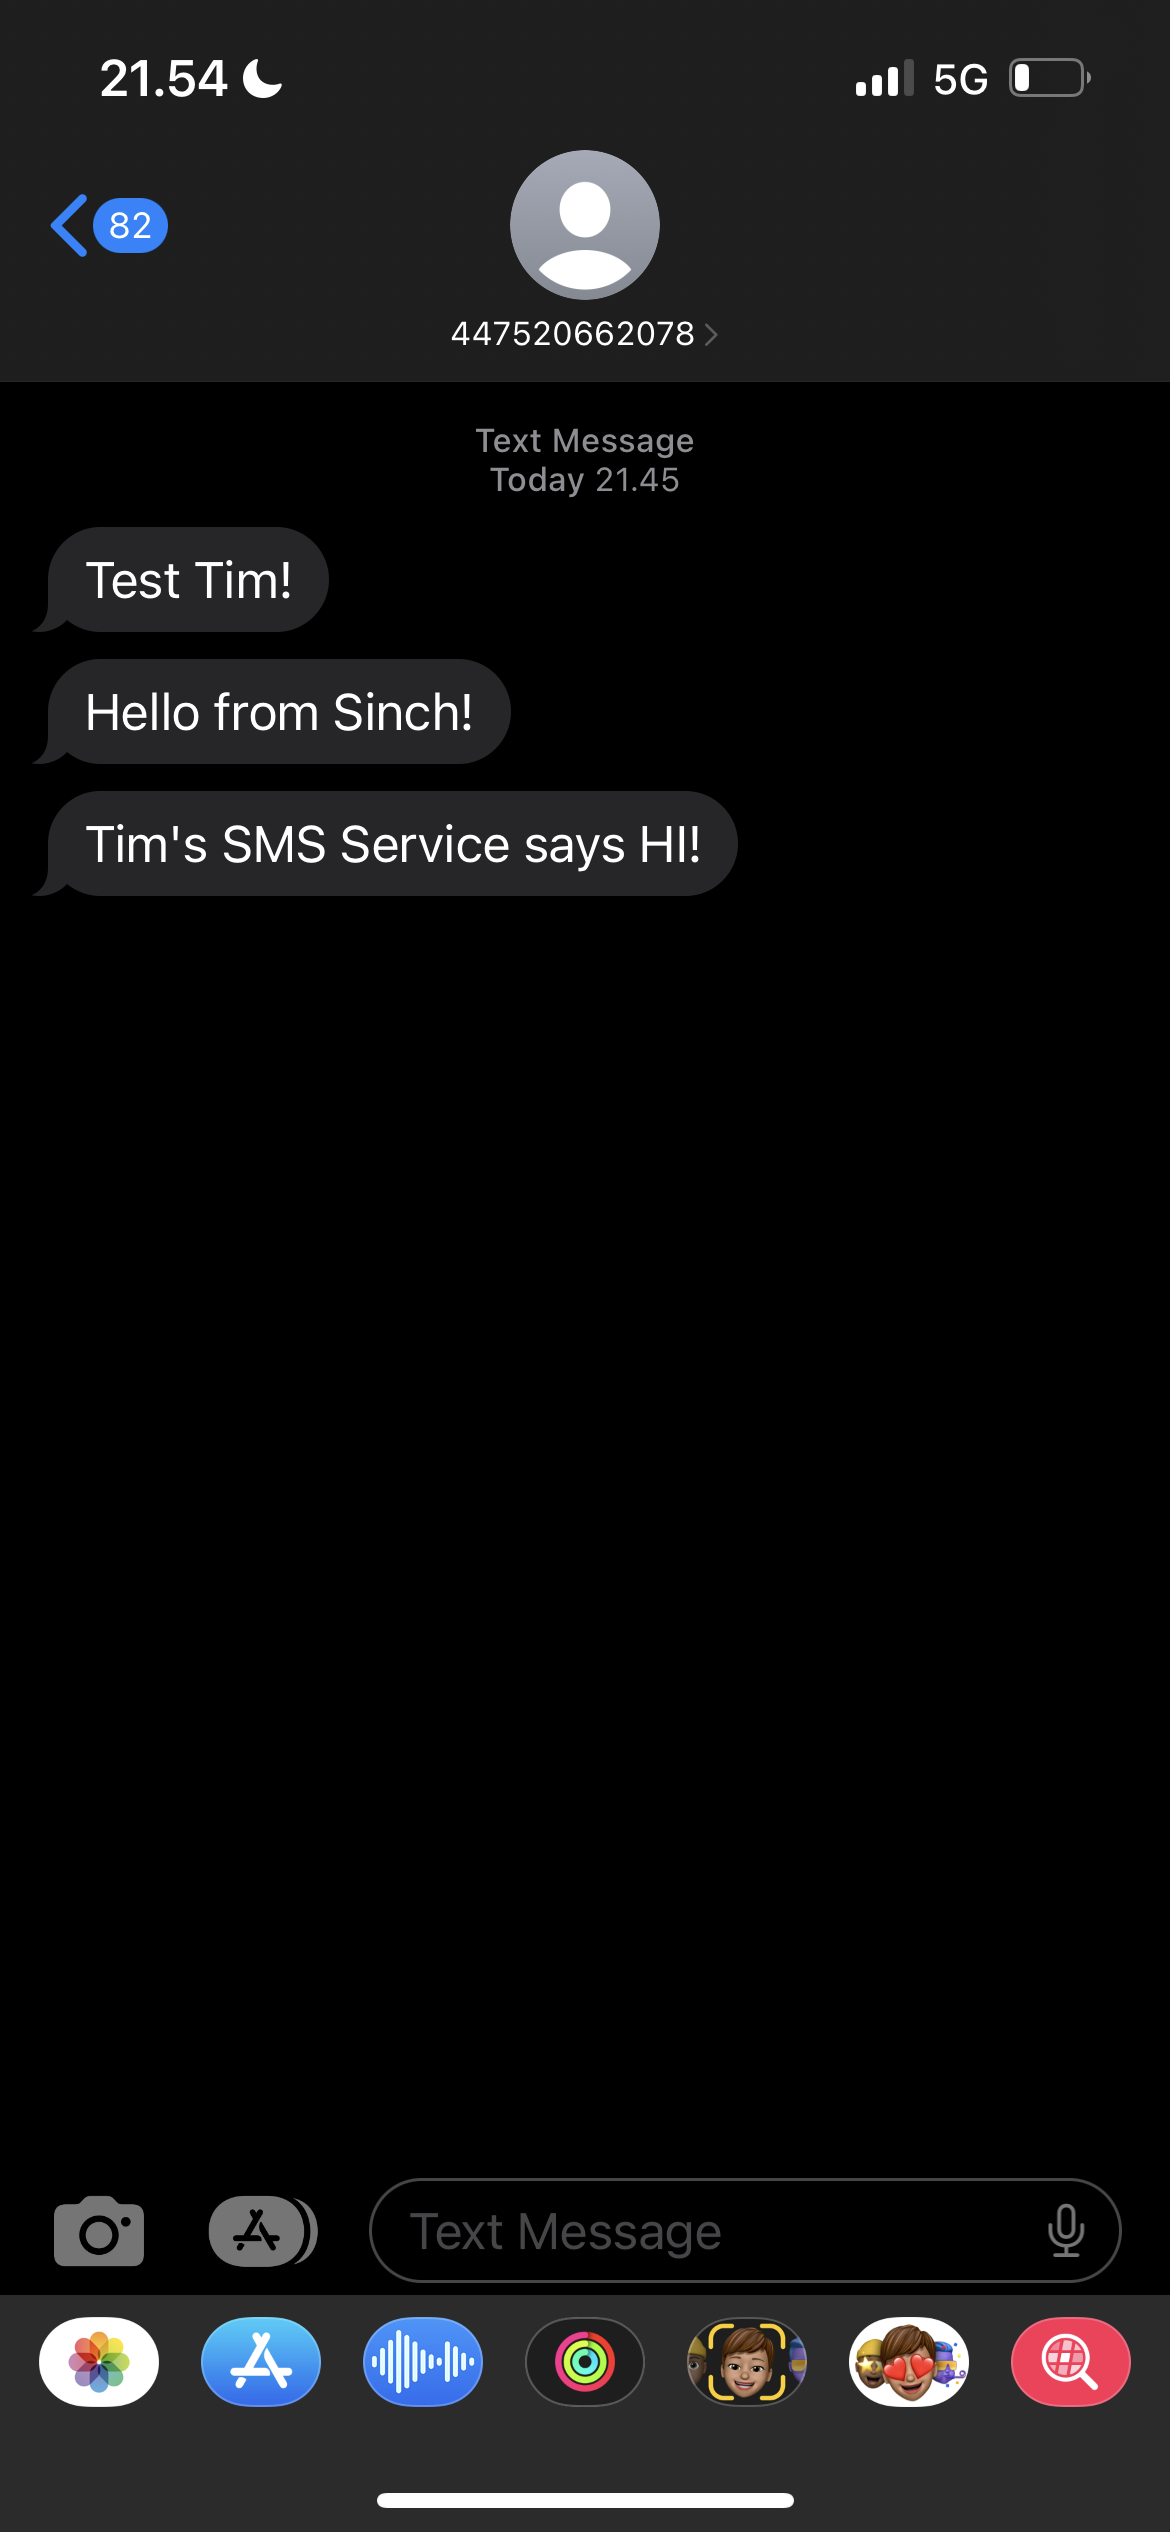 21.54
5G
82
447520662078
Text Message
Today 21.45
Test Tim!
Hello from Sinch!
Tim's SMS Service says HI!
Text Message